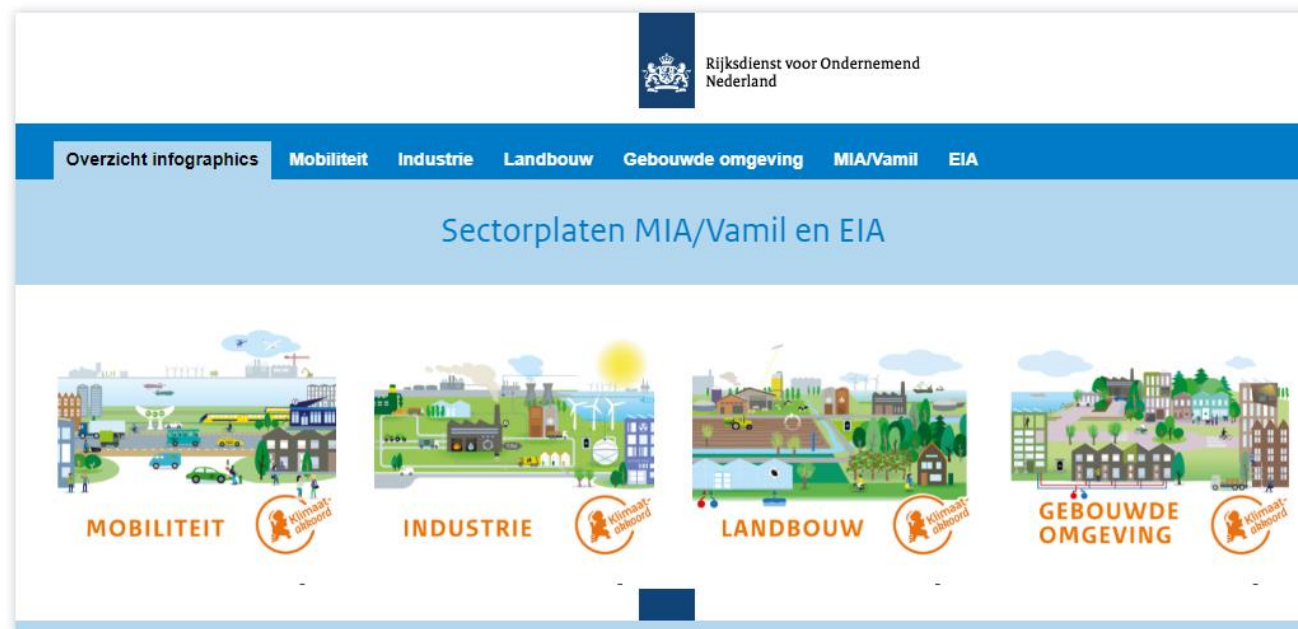 Rijksdienst voor Ondernemend
Nederland
Overzicht infographics Mobiliteit Industrie Landbouw Gebouwde omgeving MIA/Vamil EIA
Sectorplaten MIA/Vamil en EIA
MOBILITEIT
Klimaat-
akkoord
INDUSTRIE
Klimaat-
akkoord
LANDBOUW
Klimaat-
akkoord
GEBOUWDE
OMGEVING
Klimaat-
akkoord
- - - -